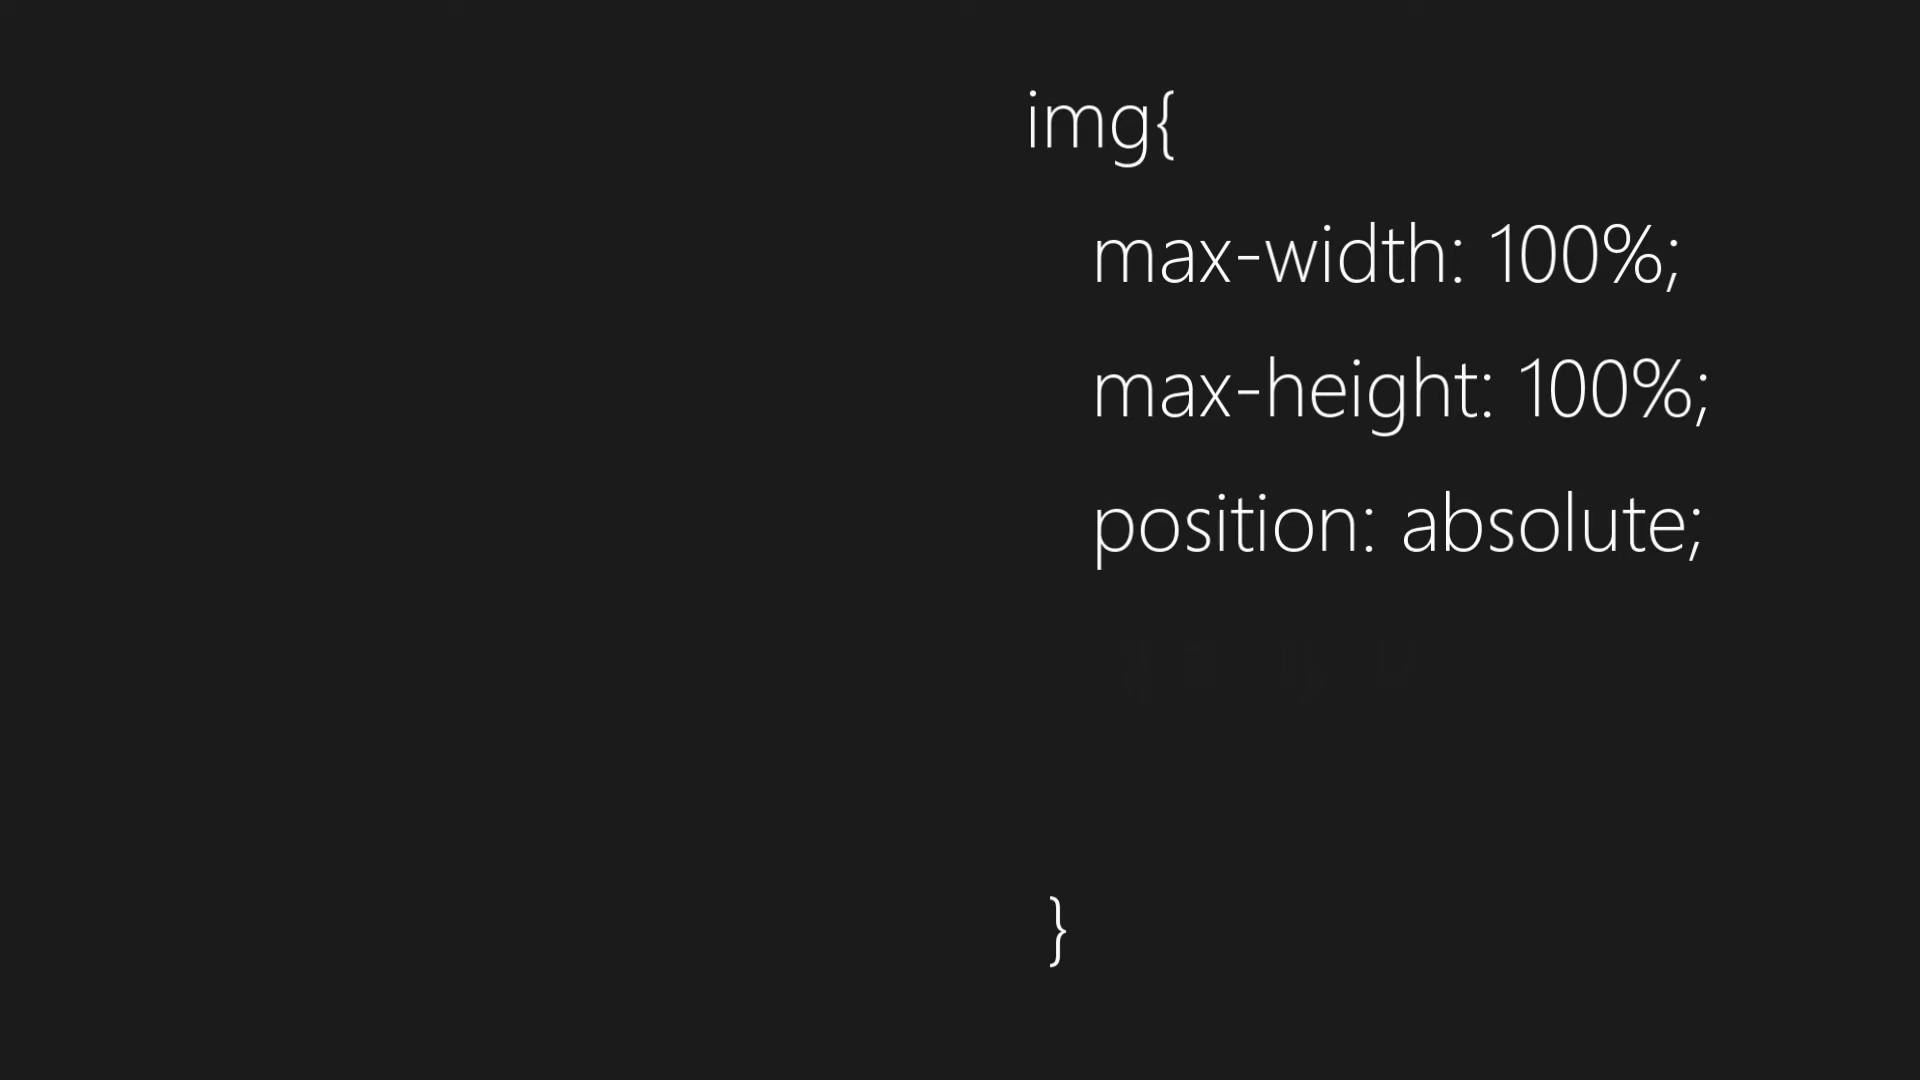 img{
max-width: 100%;
max-height: 100%;
position: absolute;
}